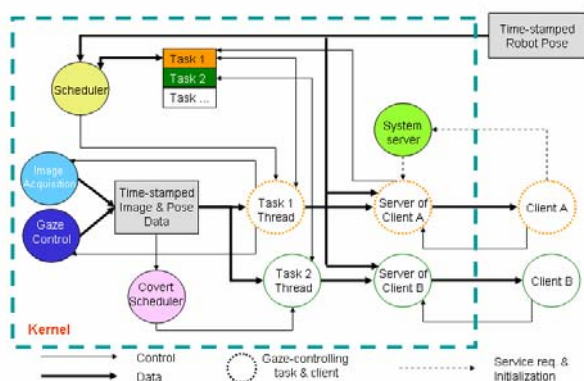 Time-stamped
Robot Pose
Task 1
Task 2
Task ...
Scheduler
System
server
Image
Acquisition
Gaze
Control
Time-stamped
Image & Pose
Data
Task 1
Thread
Server of
Client A
Client A
Covert
Scheduler
Task 2
Thread
Server of
Client B
Client B
Kernel
Control
Data
Gaze-controlling
task & client
Service req. &
Initialization